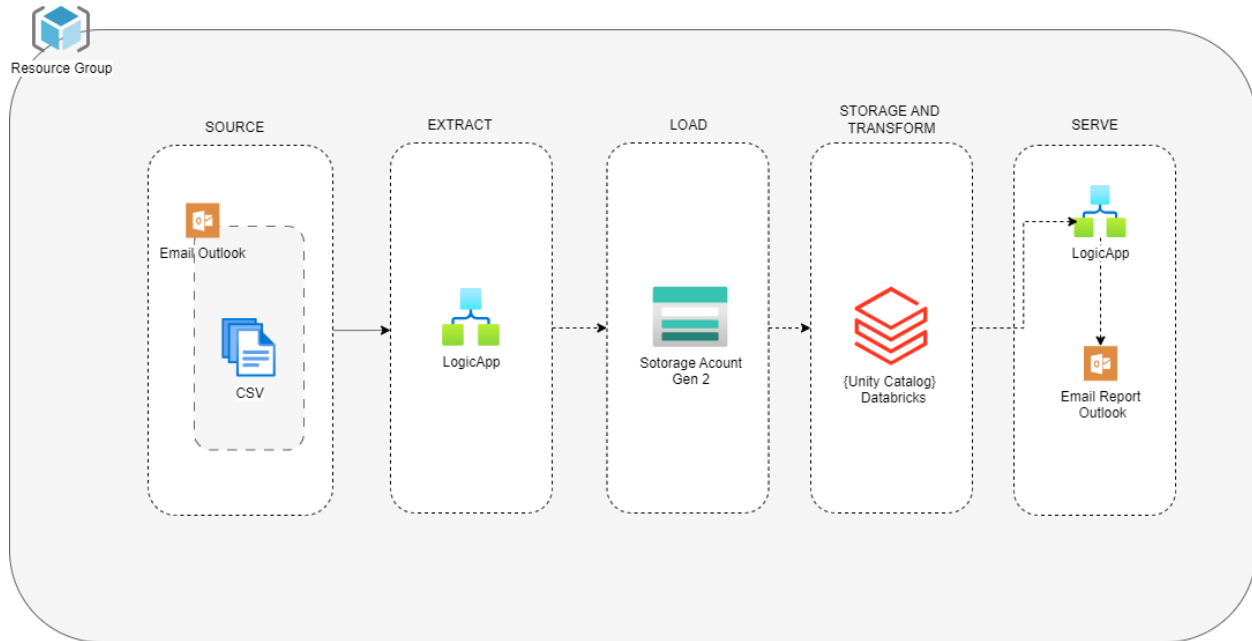 Resource Group
SOURCE
EXTRACT
LOAD
STORAGE AND
TRANSFORM
SERVE
Email Outlook
CSV
LogicApp
Sotorage Acount
Gen 2
{Unity Catalog}
Databricks
LogicApp
Email Report
Outlook